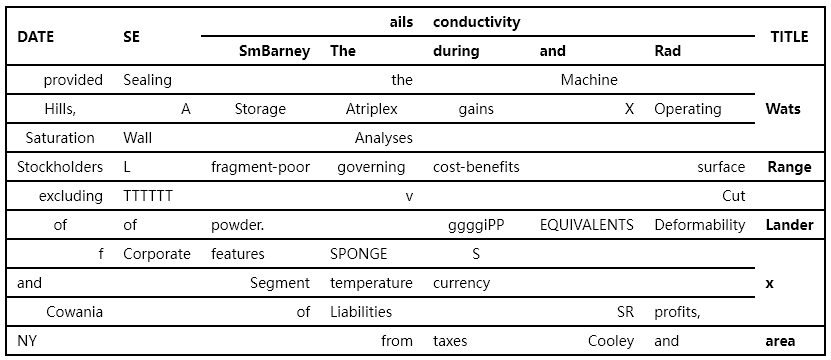 DATE SE ails conductivity TITLE
SmBarney The during and Rad
provided Sealing the Machine
Hills, A Storage Atriplex gains X Operating Wats
Saturation Wall Analyses
Stockholders L fragment-poor governing cost-benefits surface Range
excluding TTTTTT v Cut
of of powder. ggggiPP EQUIVALENTS Deformability Lander
f Corporate features SPONGE S
and Segment temperature currency x
Cowania of Liabilities SR profits,
NY from taxes Cooley and area